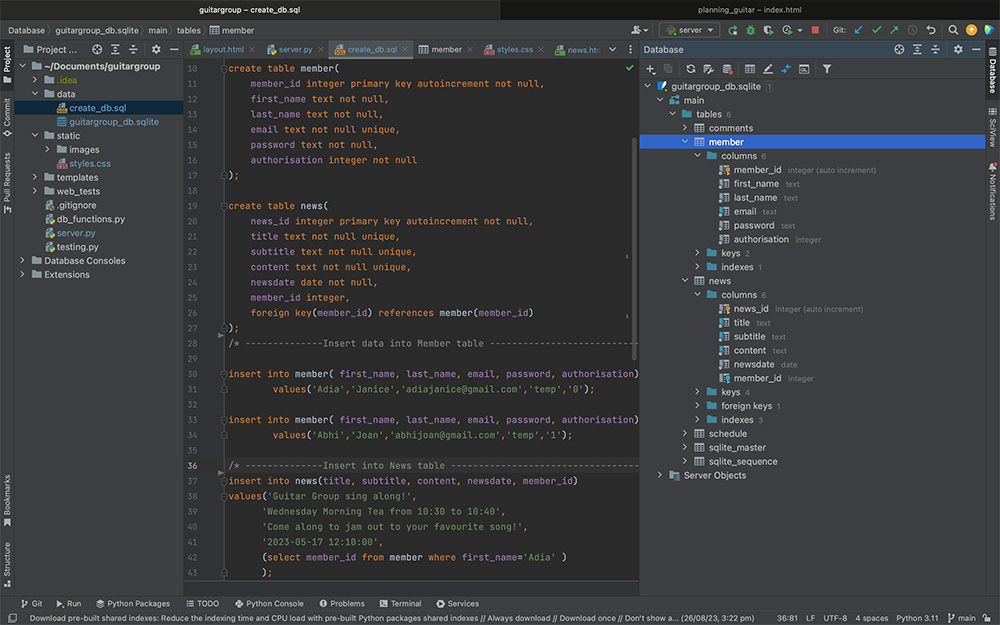 guitargroup – create_db.sql
planning_guitar – index.html
Database
guitargroup_db.sqlite
main
tables
member
server
Git:
Project
Project ...
layout.html
server.py
create_db.sql
member
styles.css
news.ht
Database
~/Documents/guitargroup
.idea
data
create_db.sql
guitargroup_db.sqlite
static
images
styles.css
templates
web_tests
.gitignore
db_functions.py
server.py
testing.py
Database Consoles
Extensions
Commit
Pull Requests
Bookmarks
Structure
10 create table member(
11 member_id integer primary key autoincrement not null,
12 first_name text not null,
13 last_name text not null,
14 email text not null unique,
15 password text not null,
16 authorisation integer not null
17 );
18
19 create table news(
20 news_id integer primary key autoincrement not null,
21 title text not null unique,
22 subtitle text not null unique,
23 content text not null unique,
24 newsdate date not null,
25 member_id integer,
26 foreign key(member_id) references member(member_id)
27 );
28 /* --------------Insert data into Member table --------------------------
29
30 insert into member( first_name, last_name, email, password, authorisation)
31 values('Adia','Janice','adiajanice@gmail.com','temp','0');
32
33 insert into member( first_name, last_name, email, password, authorisation)
34 values('Abhi','Joan','abhijoan@gmail.com','temp','1');
35
36 /* --------------Insert into News table ---------------------------------
37 insert into news(title, subtitle, content, newsdate, member_id)
38 values('Guitar Group sing along!',
39 'Wednesday Morning Tea from 10:30 to 10:40',
40 'Come along to jam out to your favourite song!',
41 '2023-05-17 12:10:00',
42 (select member_id from member where first_name='Adia' )
43 );
guitargroup_db.sqlite 1
main
tables 6
comments
member
columns 6
member_id integer (auto increment)
first_name text
last_name text
email text
password text
authorisation integer
keys 2
indexes 1
news
columns 6
news_id integer (auto increment)
title text
subtitle text
content text
newsdate date
member_id integer
keys 4
foreign keys 1
indexes 3
schedule
sqlite_master
sqlite_sequence
Server Objects
Database
SciView
Notifications
Git
Run
Python Packages
TODO
Python Console
Problems
Terminal
Services
Download pre-built shared indexes: Reduce the indexing time and CPU load with pre-built Python packages shared indexes // Always download // Download once // Don't show a... (26/08/23, 3:22 pm)
36:81
LF
UTF-8
4 spaces
Python 3.11
main